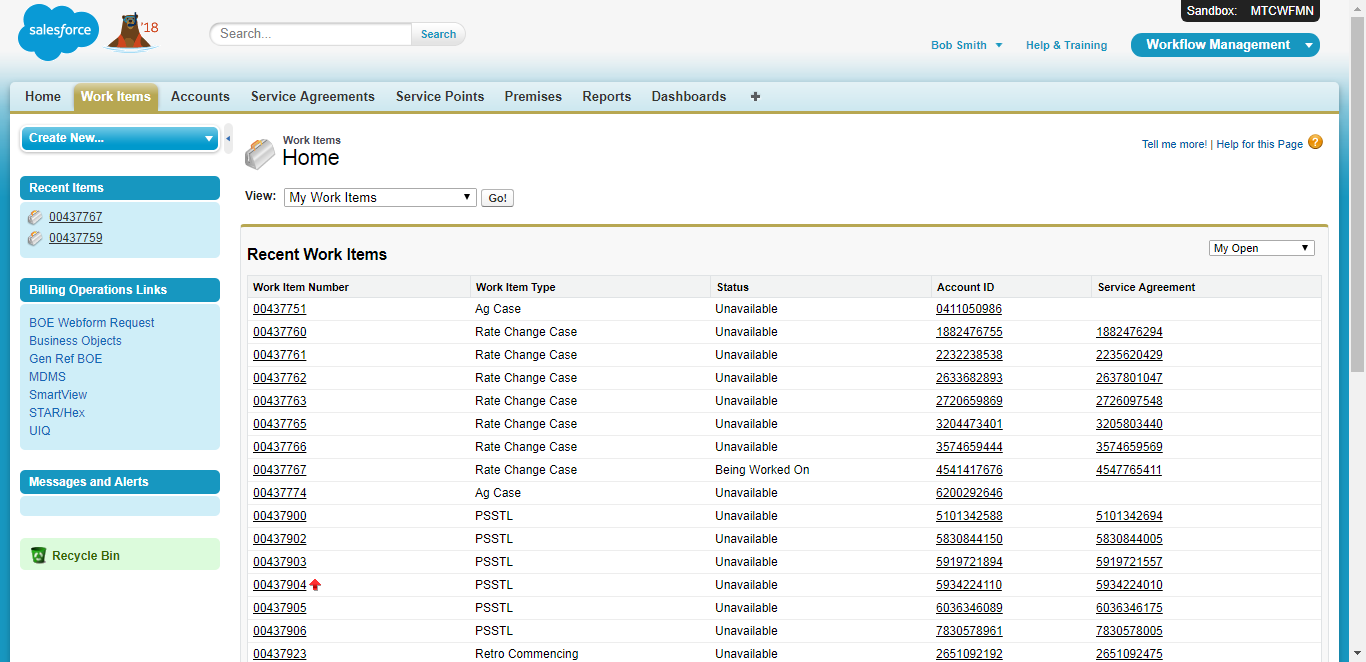 Sandbox: MTCWFMN
salesforce
'18
Search...
Search
Bob Smith
Help & Training
Workflow Management
Home Work Items Accounts Service Agreements Service Points Premises Reports Dashboards +
Create New...
Recent Items
00437767
00437759
Billing Operations Links
BOE Webform Request
Business Objects
Gen Ref BOE
MDMS
SmartView
STAR/Hex
UIQ
Messages and Alerts
Recycle Bin
Work Items
Home
Tell me more! | Help for this Page ?
View: My Work Items Go!
Recent Work Items
My Open
Work Item Number Work Item Type Status Account ID Service Agreement
00437751 Ag Case Unavailable 0411050986
00437760 Rate Change Case Unavailable 1882476755 1882476294
00437761 Rate Change Case Unavailable 2232238538 2235620429
00437762 Rate Change Case Unavailable 2633682893 2637801047
00437763 Rate Change Case Unavailable 2720659869 2726097548
00437765 Rate Change Case Unavailable 3204473401 3205803440
00437766 Rate Change Case Unavailable 3574659444 3574659569
00437767 Rate Change Case Being Worked On 4541417676 4547765411
00437774 Ag Case Unavailable 6200292646
00437900 PSSTL Unavailable 5101342588 5101342694
00437902 PSSTL Unavailable 5830844150 5830844005
00437903 PSSTL Unavailable 5919721894 5919721557
00437904 PSSTL Unavailable 5934224110 5934224010
00437905 PSSTL Unavailable 6036346089 6036346175
00437906 PSSTL Unavailable 7830578961 7830578005
00437923 Retro Commencing Unavailable 2651092192 2651092475